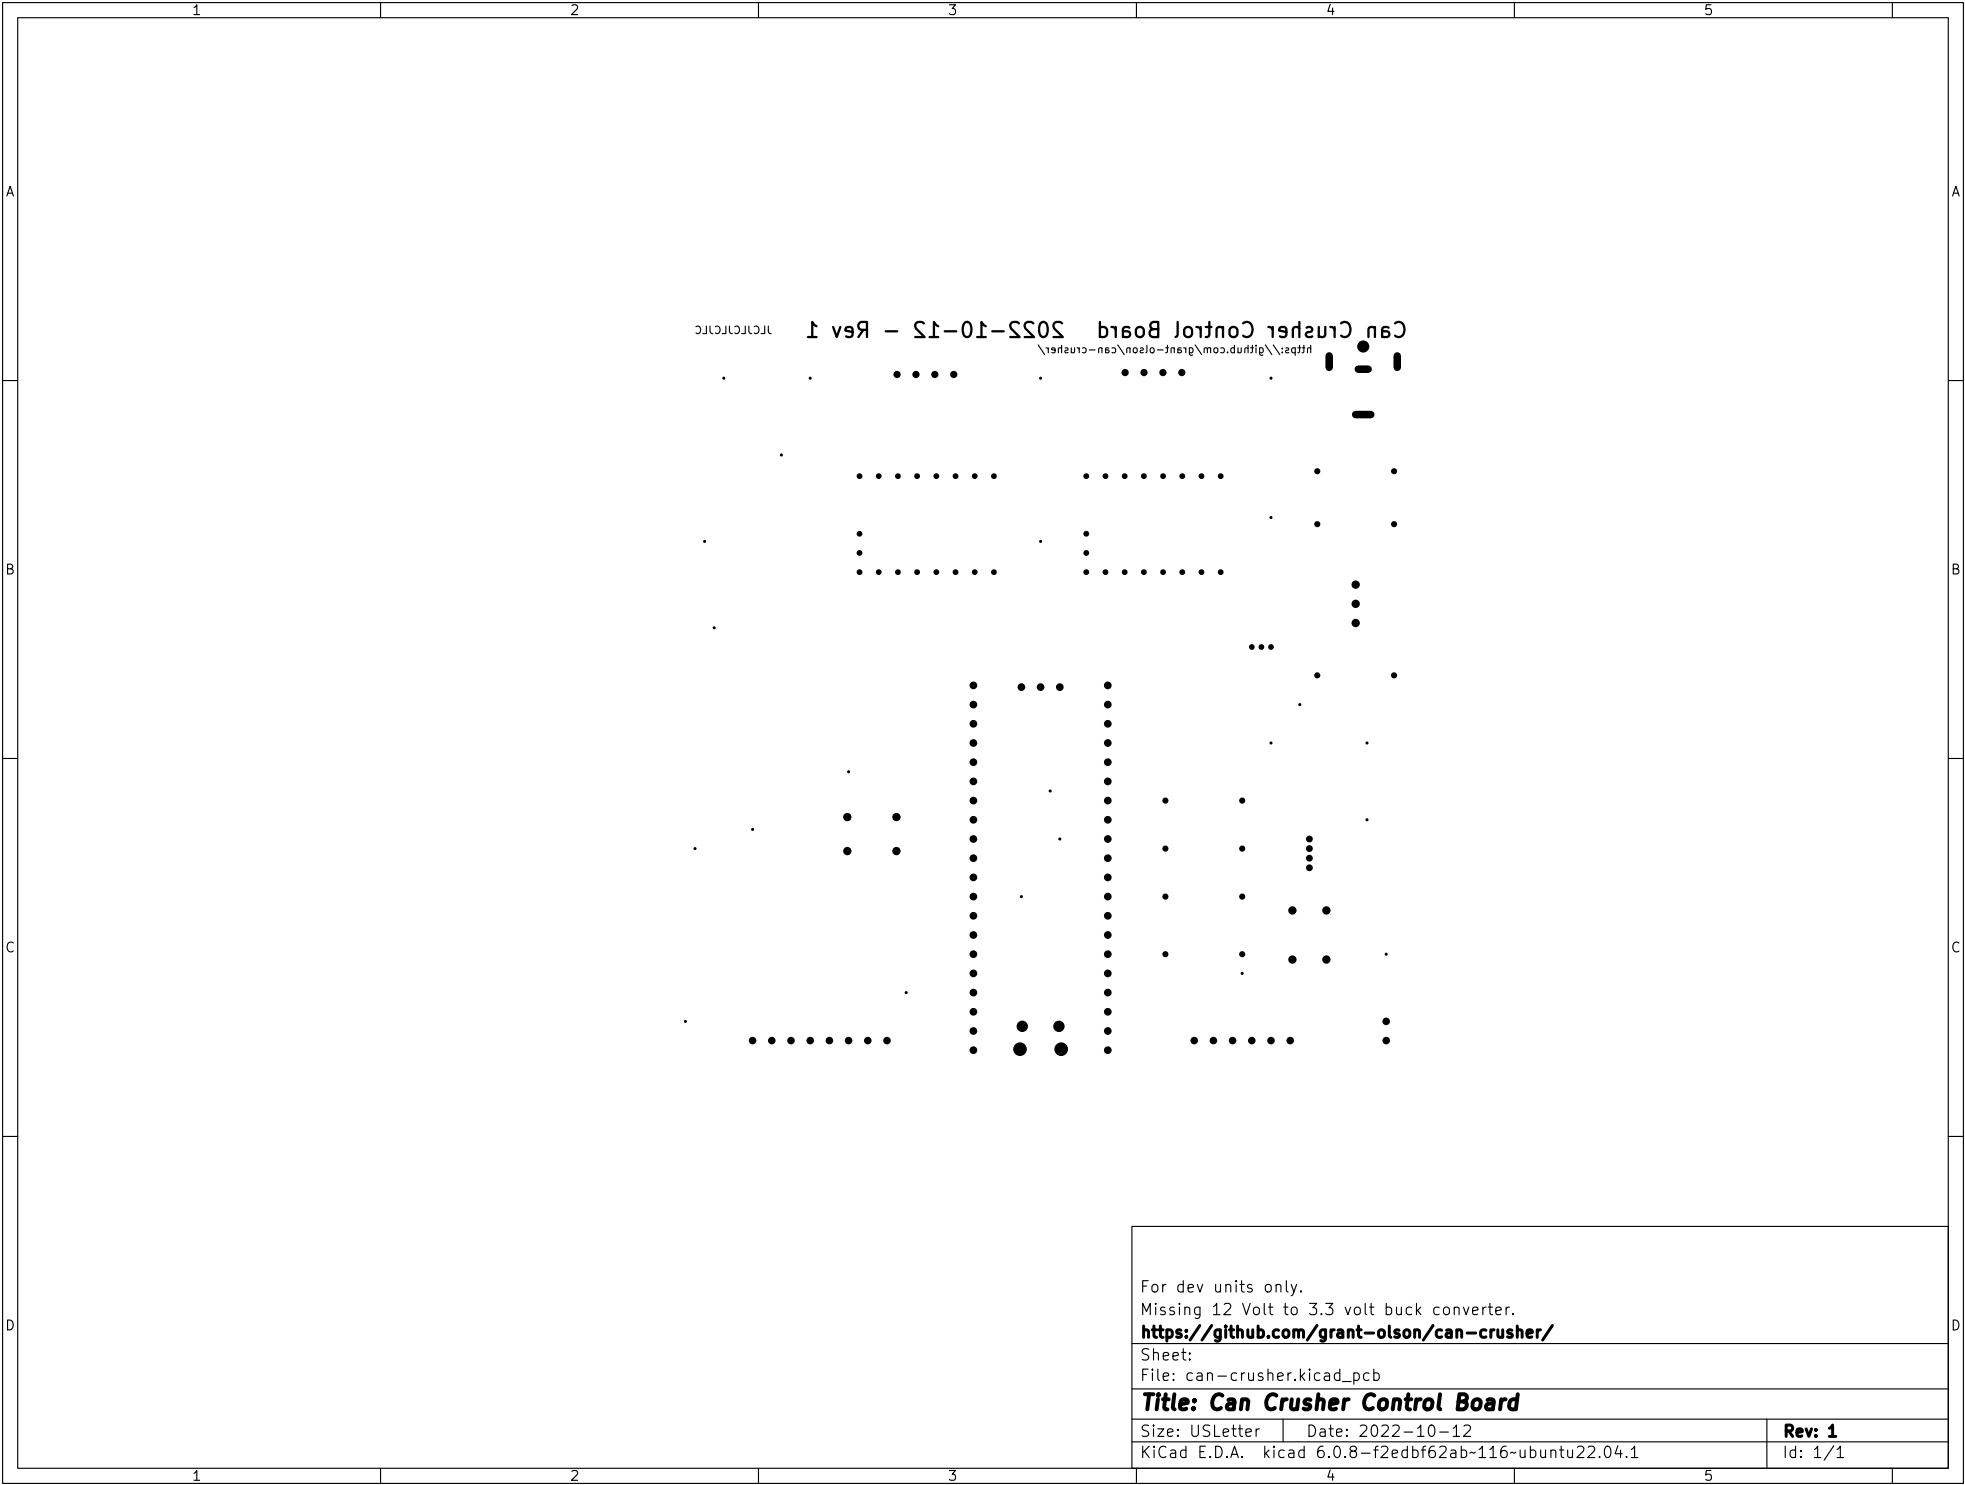 1 2 3 4 5
A A
JLCJLCJLCJLC
Can Crusher Control Board 2022-10-12 - Rev 1
https://github.com/grant-olson/can-crusher/
B B
C C
For dev units only.
Missing 12 Volt to 3.3 volt buck converter.
https://github.com/grant-olson/can-crusher/
D D
Sheet:
File: can-crusher.kicad_pcb
Title: Can Crusher Control Board
Size: USLetter Date: 2022-10-12 Rev: 1
KiCad E.D.A. kicad 6.0.8-f2edbf62ab~116~ubuntu22.04.1 Id: 1/1
1 2 3 4 5